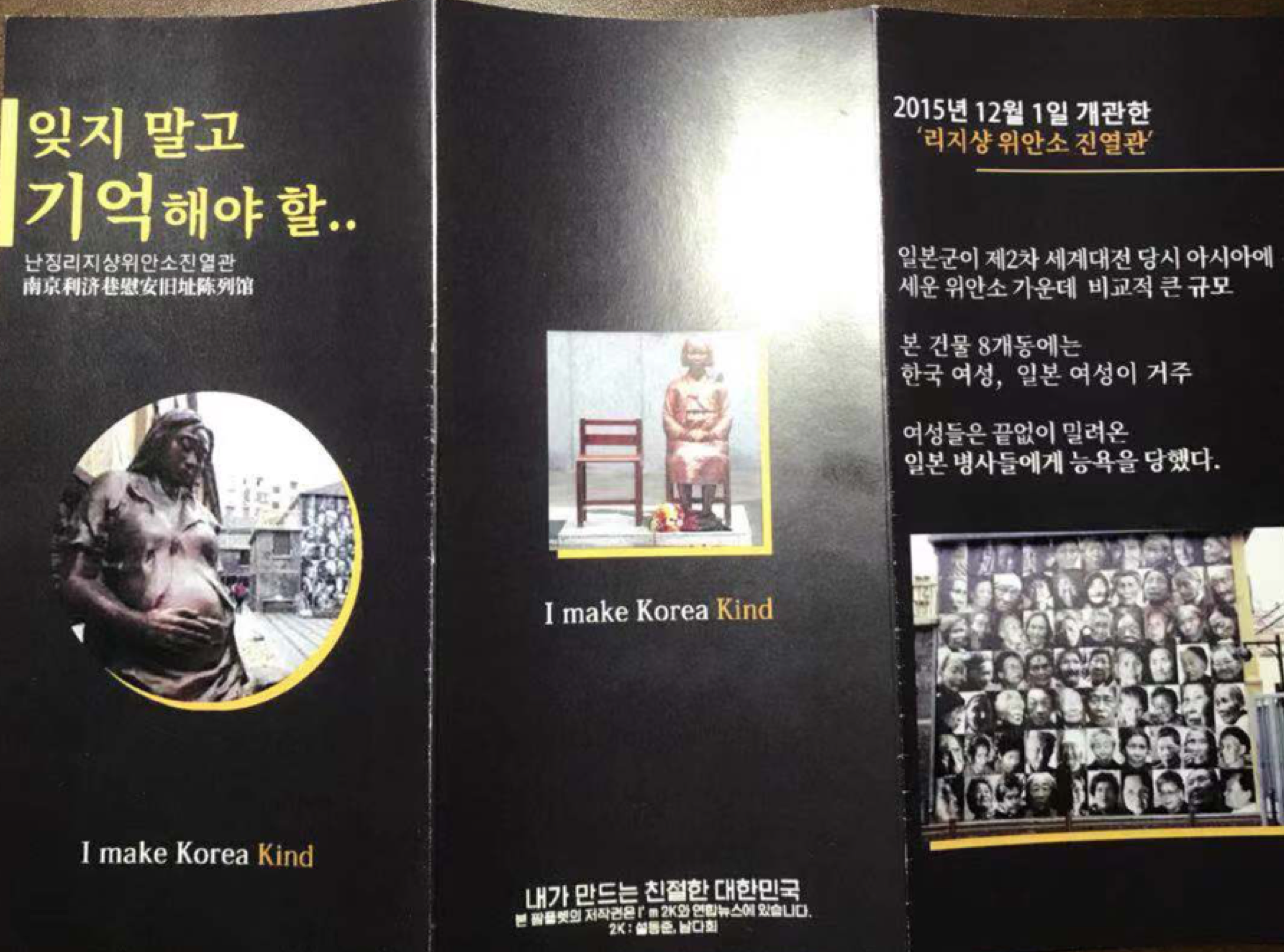 잊지 말고
기억해야 할..
난징리지샹위안소진열관
南京利济巷慰安旧址陈列馆
I make Korea Kind
I make Korea Kind
내가 만드는 친절한 대한민국
본 팜플렛의 저작권은 I' m 2K와 연합뉴스에 있습니다.
2K : 설동준, 남다희
2015년 12월 1일 개관한
'리지샹 위안소 진열관'
일본군이 제2차 세계대전 당시 아시아에
세운 위안소 가운데 비교적 큰 규모
본 건물 8개동에는
한국 여성, 일본 여성이 거주
여성들은 끝없이 밀려온
일본 병사들에게 능욕을 당했다.